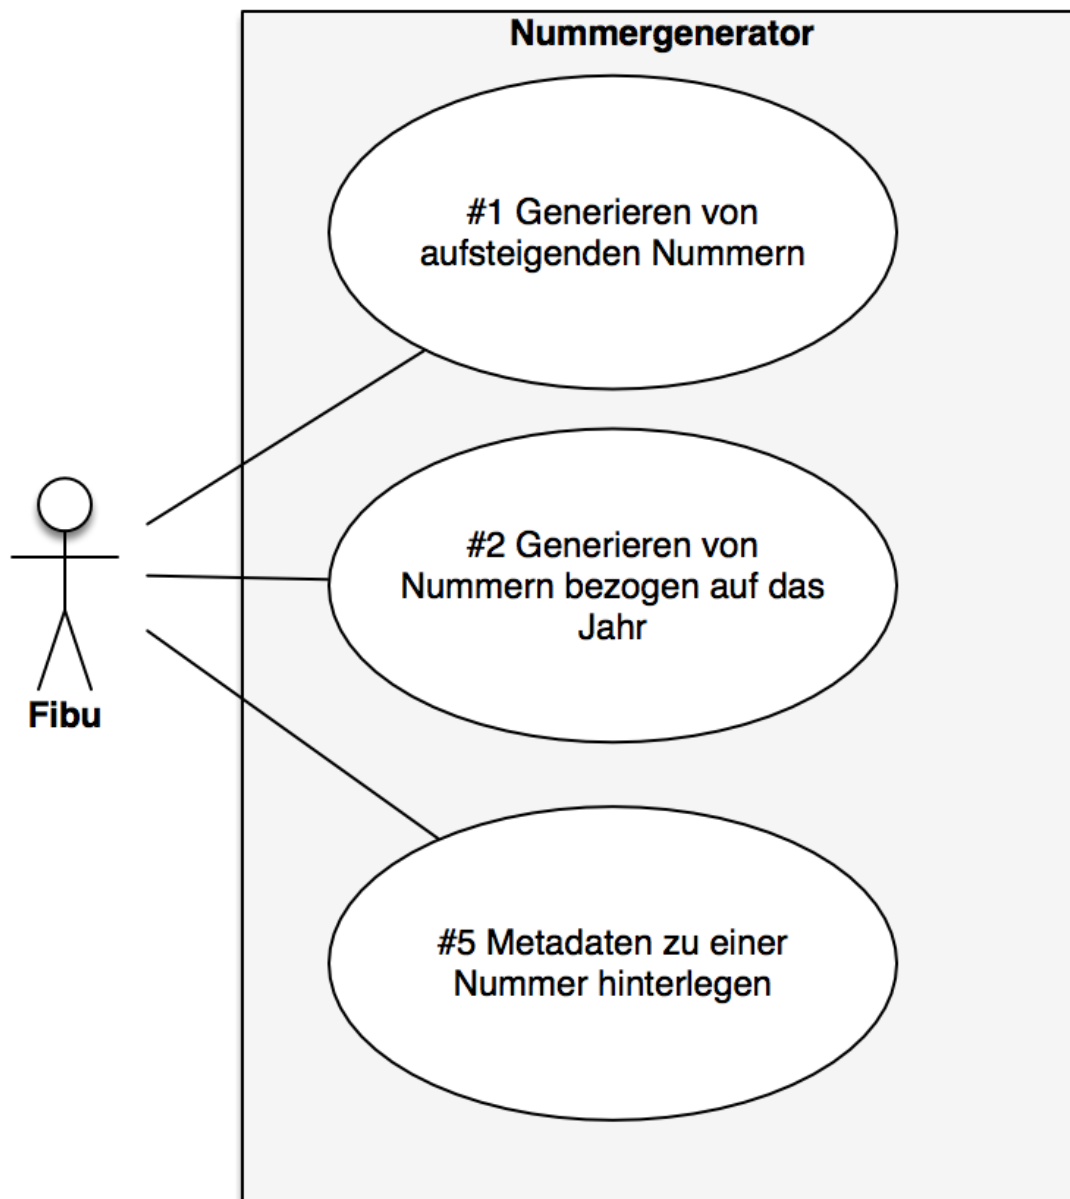 Nummergenerator
#1 Generieren von
aufsteigenden Nummern
#2 Generieren von
Nummern bezogen auf das
Jahr
Fibu
#5 Metadaten zu einer
Nummer hinterlegen